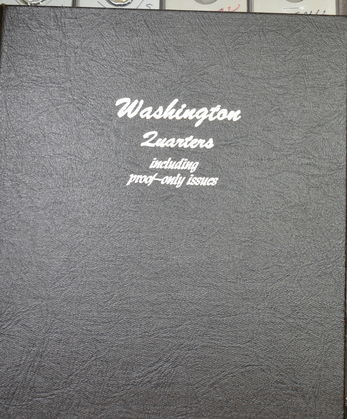 Washington
Quarters
including
proof-only issues